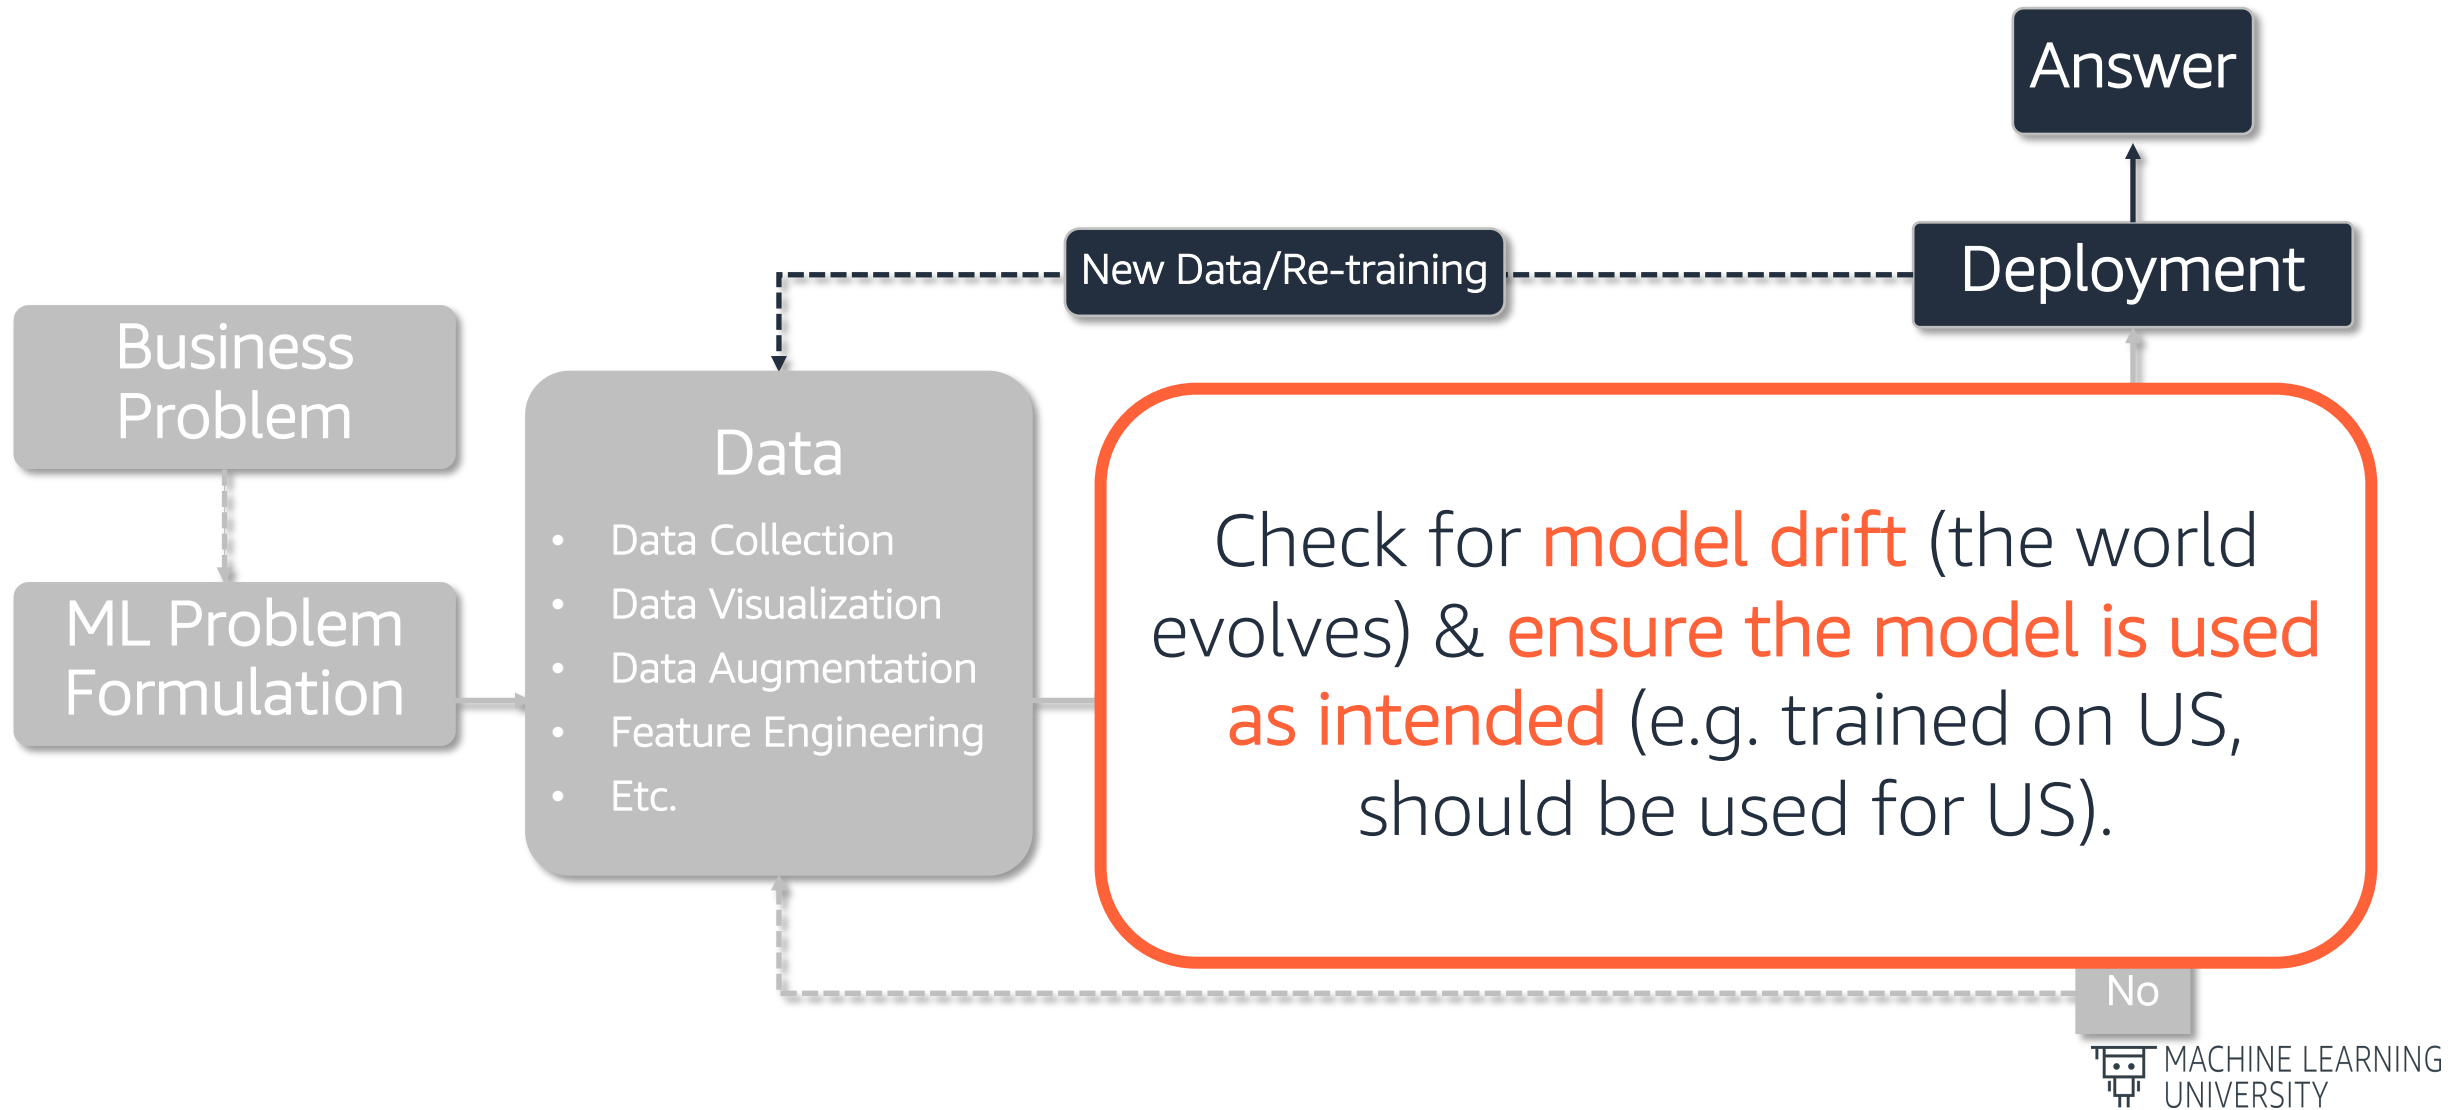 Answer
Deployment
New Data/Re-training
Business
Problem
ML Problem
Formulation
Data
• Data Collection
• Data Visualization
• Data Augmentation
• Feature Engineering
• Etc.
Check for model drift (the world
evolves) & ensure the model is used
as intended (e.g. trained on US,
should be used for US).
No
MACHINE LEARNING
UNIVERSITY